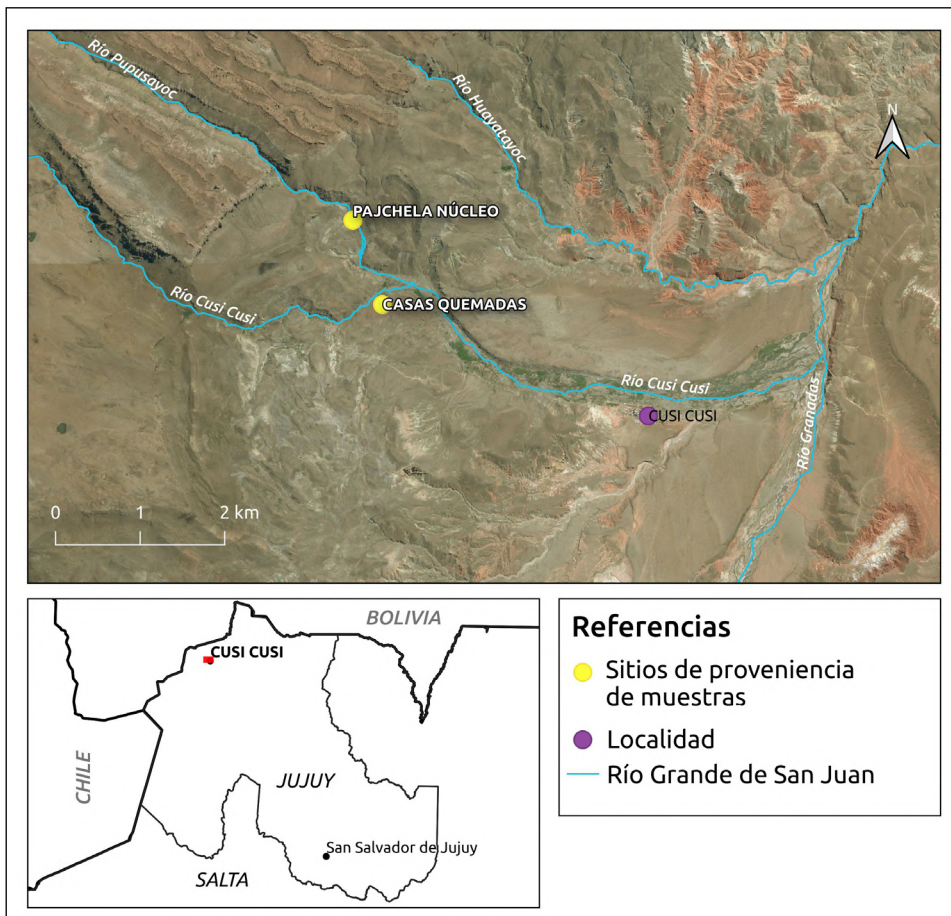 Río Pupusayoc
Río Huayatayoc
N
PAJCHELA NÚCLEO
Río Cusi Cusi
CASAS QUEMADAS
Río Cusi Cusi
CUSI CUSI
Río Granadas
0 1 2 km
BOLIVIA
CUSI CUSI
CHILE
JUJUY
San Salvador de Jujuy
SALTA
Referencias
Sitios de proveniencia
de muestras
Localidad
Río Grande de San Juan